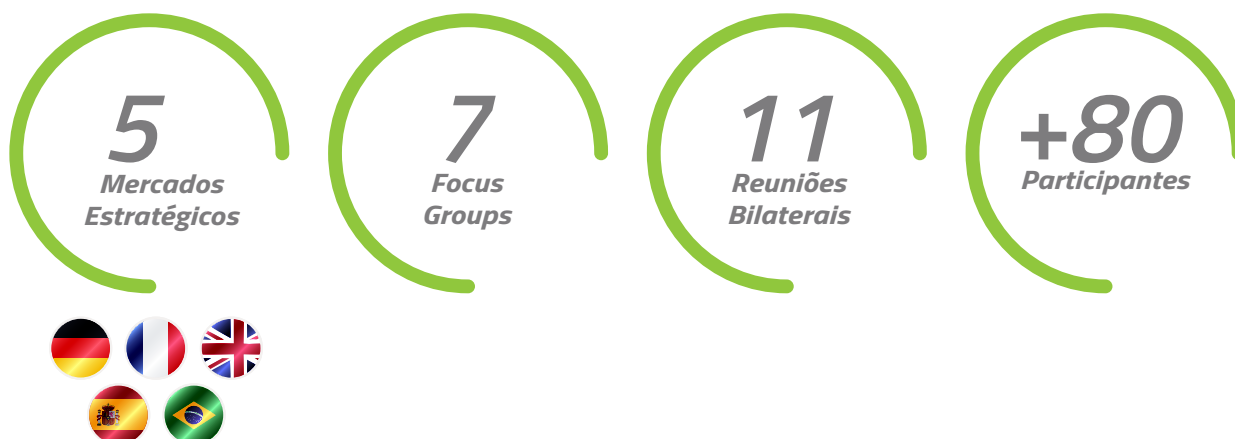 5
Mercados
Estratégicos
7
Focus
Groups
11
Reuniões
Bilaterais
+80
Participantes